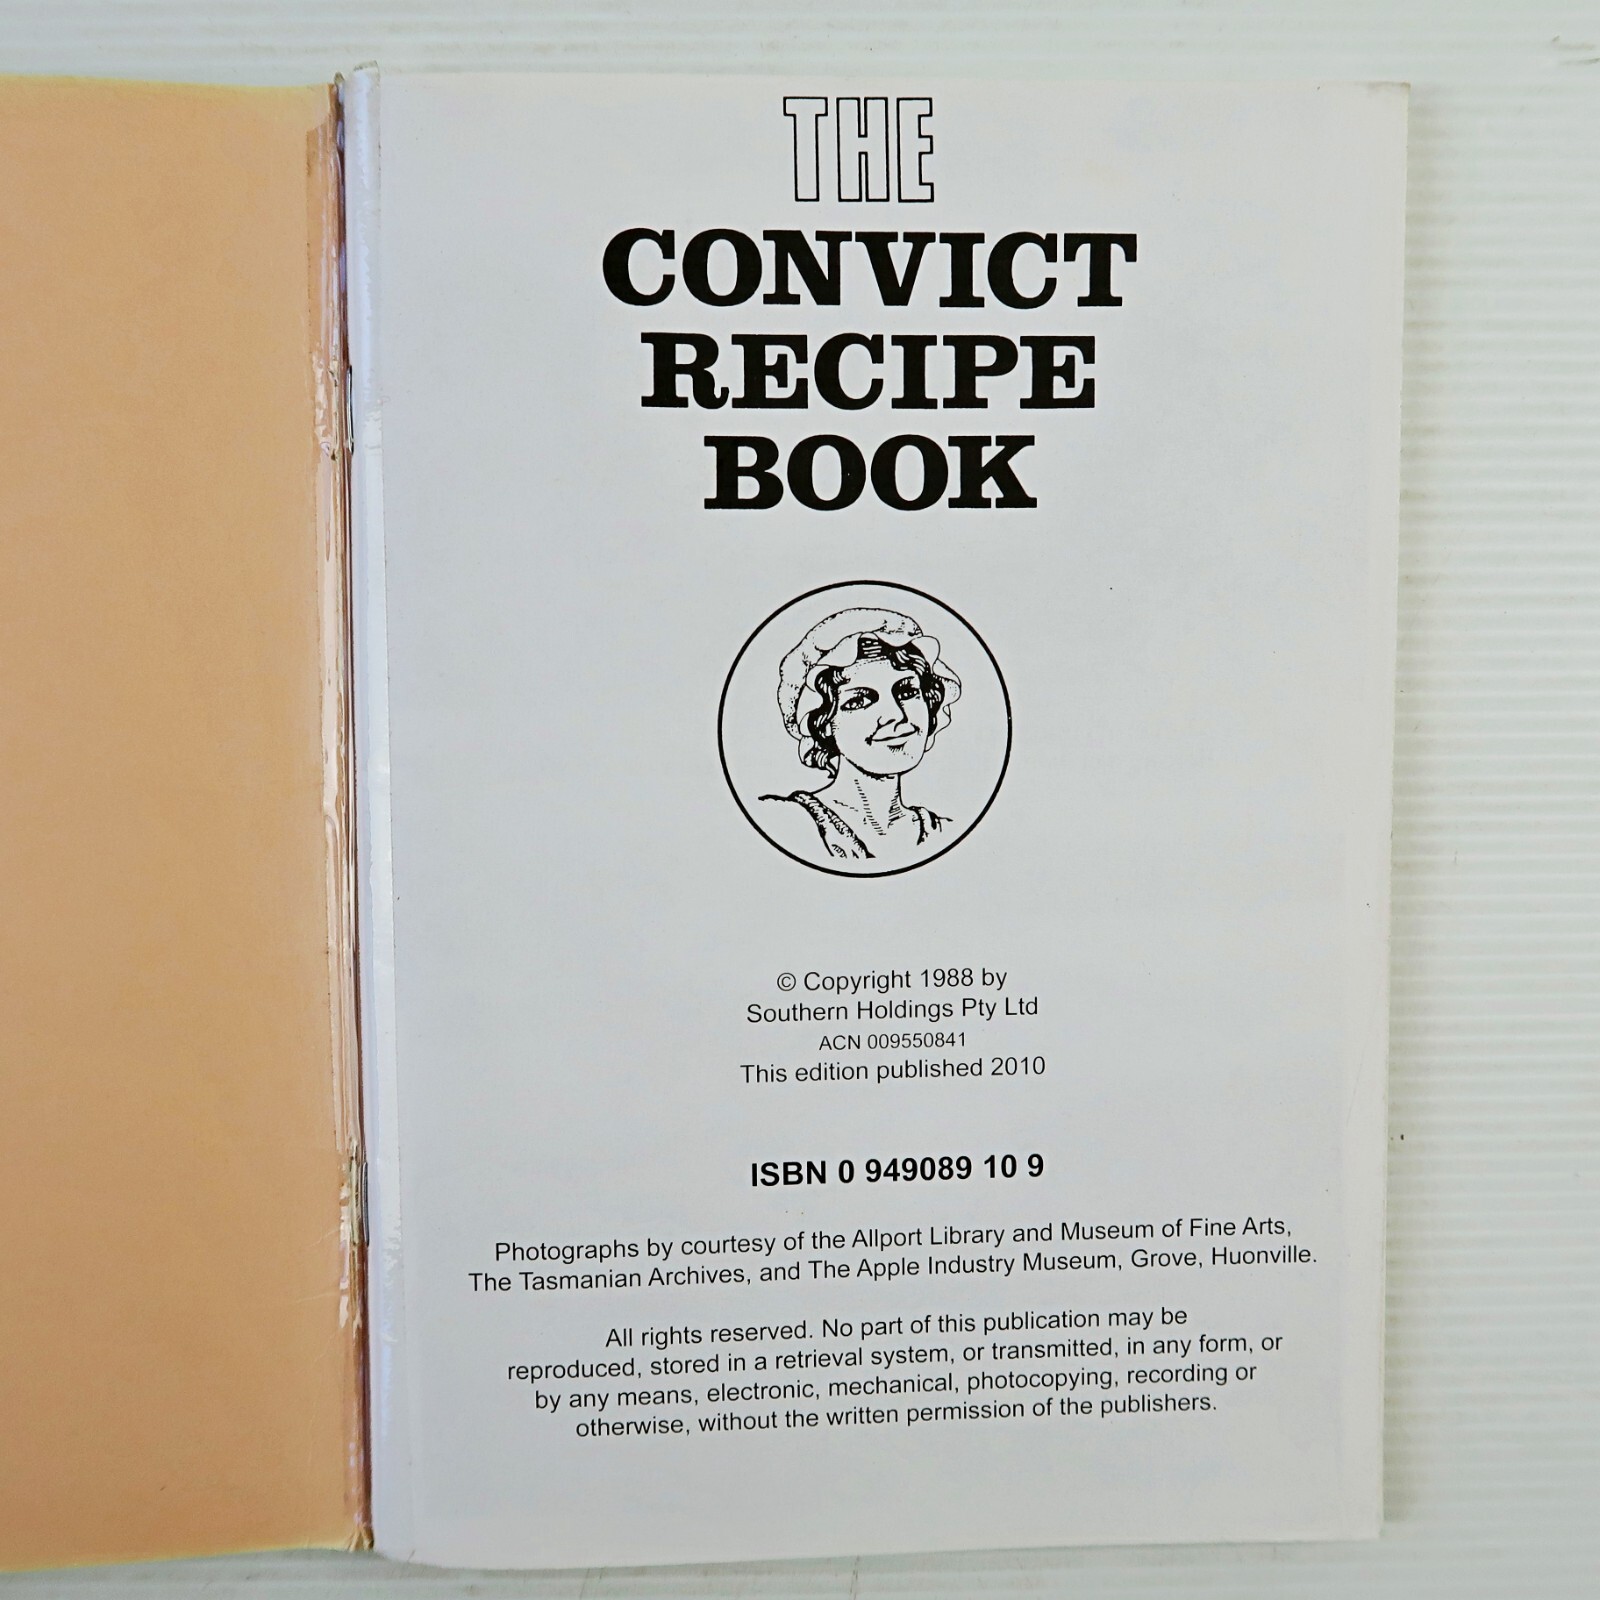 THE
CONVICT
RECIPE
BOOK
© Copyright 1988 by
Southern Holdings Pty Ltd
ACN 009550841
This edition published 2010
ISBN 0 949089 10 9
Photographs by courtesy of the Allport Library and Museum of Fine Arts,
The Tasmanian Archives, and The Apple Industry Museum, Grove, Huonville.
All rights reserved. No part of this publication may be
reproduced, stored in a retrieval system, or transmitted, in any form, or
by any means, electronic, mechanical, photocopying, recording or
otherwise, without the written permission of the publishers.